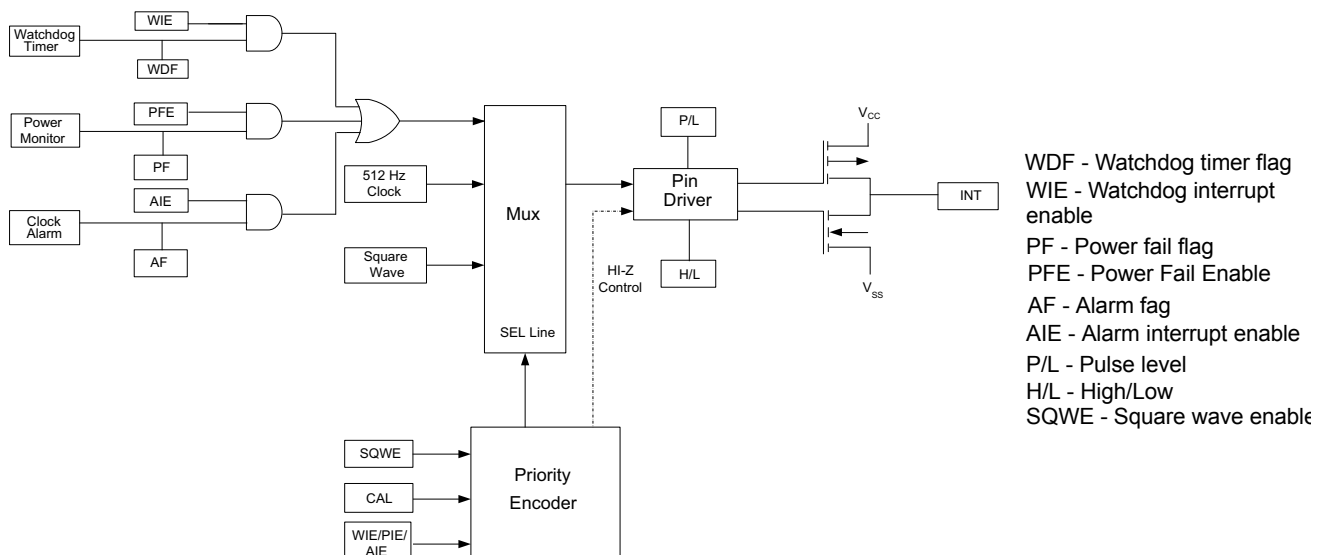 WIE
Watchdog
Timer
WDF
PFE
Power
Monitor
PF
AIE
Clock
Alarm
AF
512 Hz
Clock
Square
Wave
Mux
SEL Line
P/L
Pin
Driver
H/L
HI-Z
Control
VCC
VSS
INT
SQWE
CAL
WIE/PIE/
AIE
Priority
Encoder
WDF - Watchdog timer flag
WIE - Watchdog interrupt
enable
PF - Power fail flag
PFE - Power Fail Enable
AF - Alarm fag
AIE - Alarm interrupt enable
P/L - Pulse level
H/L - High/Low
SQWE - Square wave enable